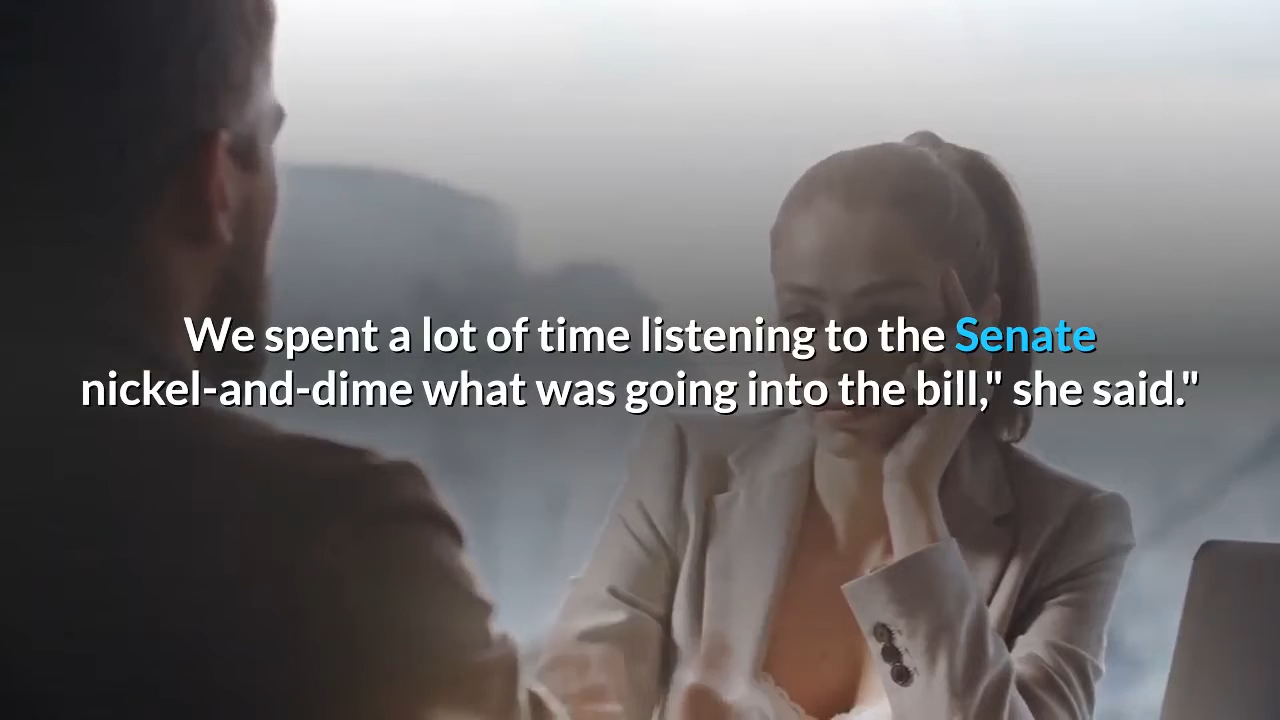 We spent a lot of time listening to the Senate
nickel-and-dime what was going into the bill," she said."